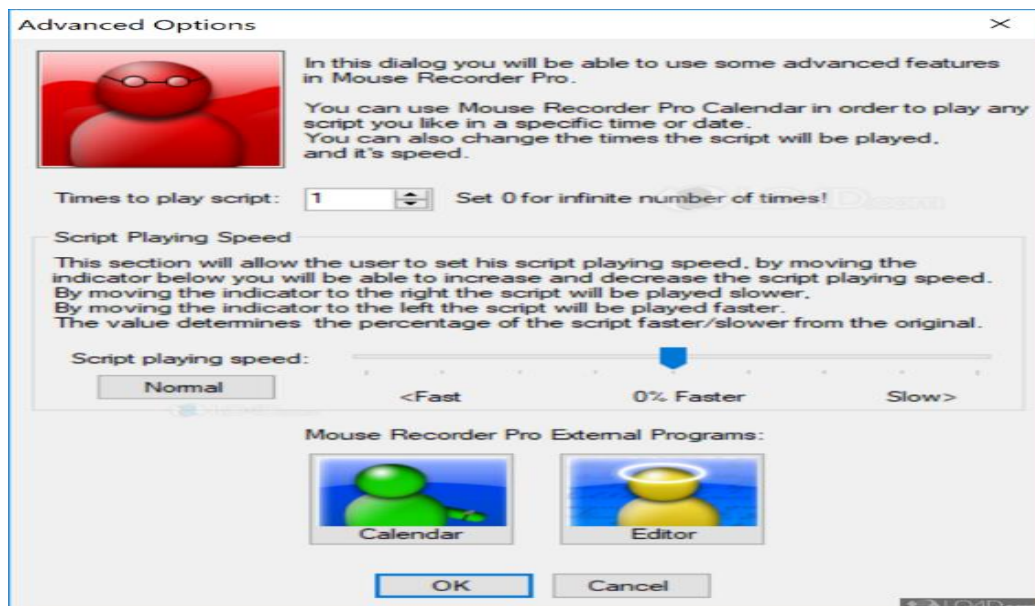 Advanced Options
In this dialog you will be able to use some advanced features
in Mouse Recorder Pro.
You can use Mouse Recorder Pro Calendar in order to play any
script you like in a specific time or date.
You can also change the times the script will be played,
and it's speed.
Times to play script: 1 Set 0 for infinite number of times!
Script Playing Speed
This section will allow the user to set his script playing speed, by moving the
indicator below you will be able to increase and decrease the script playing speed.
By moving the indicator to the right the script will be played slower,
By moving the indicator to the left the script will be played faster.
The value determines the percentage of the script faster/slower from the original.
Script playing speed:
Normal
<Fast 0% Faster Slow>
Mouse Recorder Pro External Programs:
Calendar Editor
OK Cancel